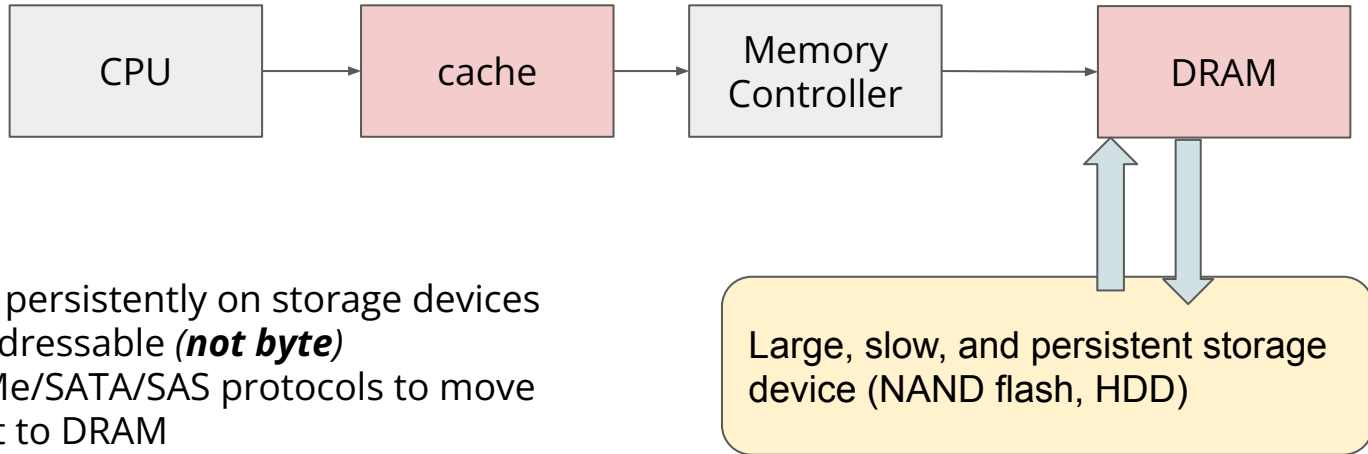 CPU
cache
Memory
Controller
DRAM
persistently on storage devices
dressable (not byte)
Me/SATA/SAS protocols to move
t to DRAM
Large, slow, and persistent storage
device (NAND flash, HDD)